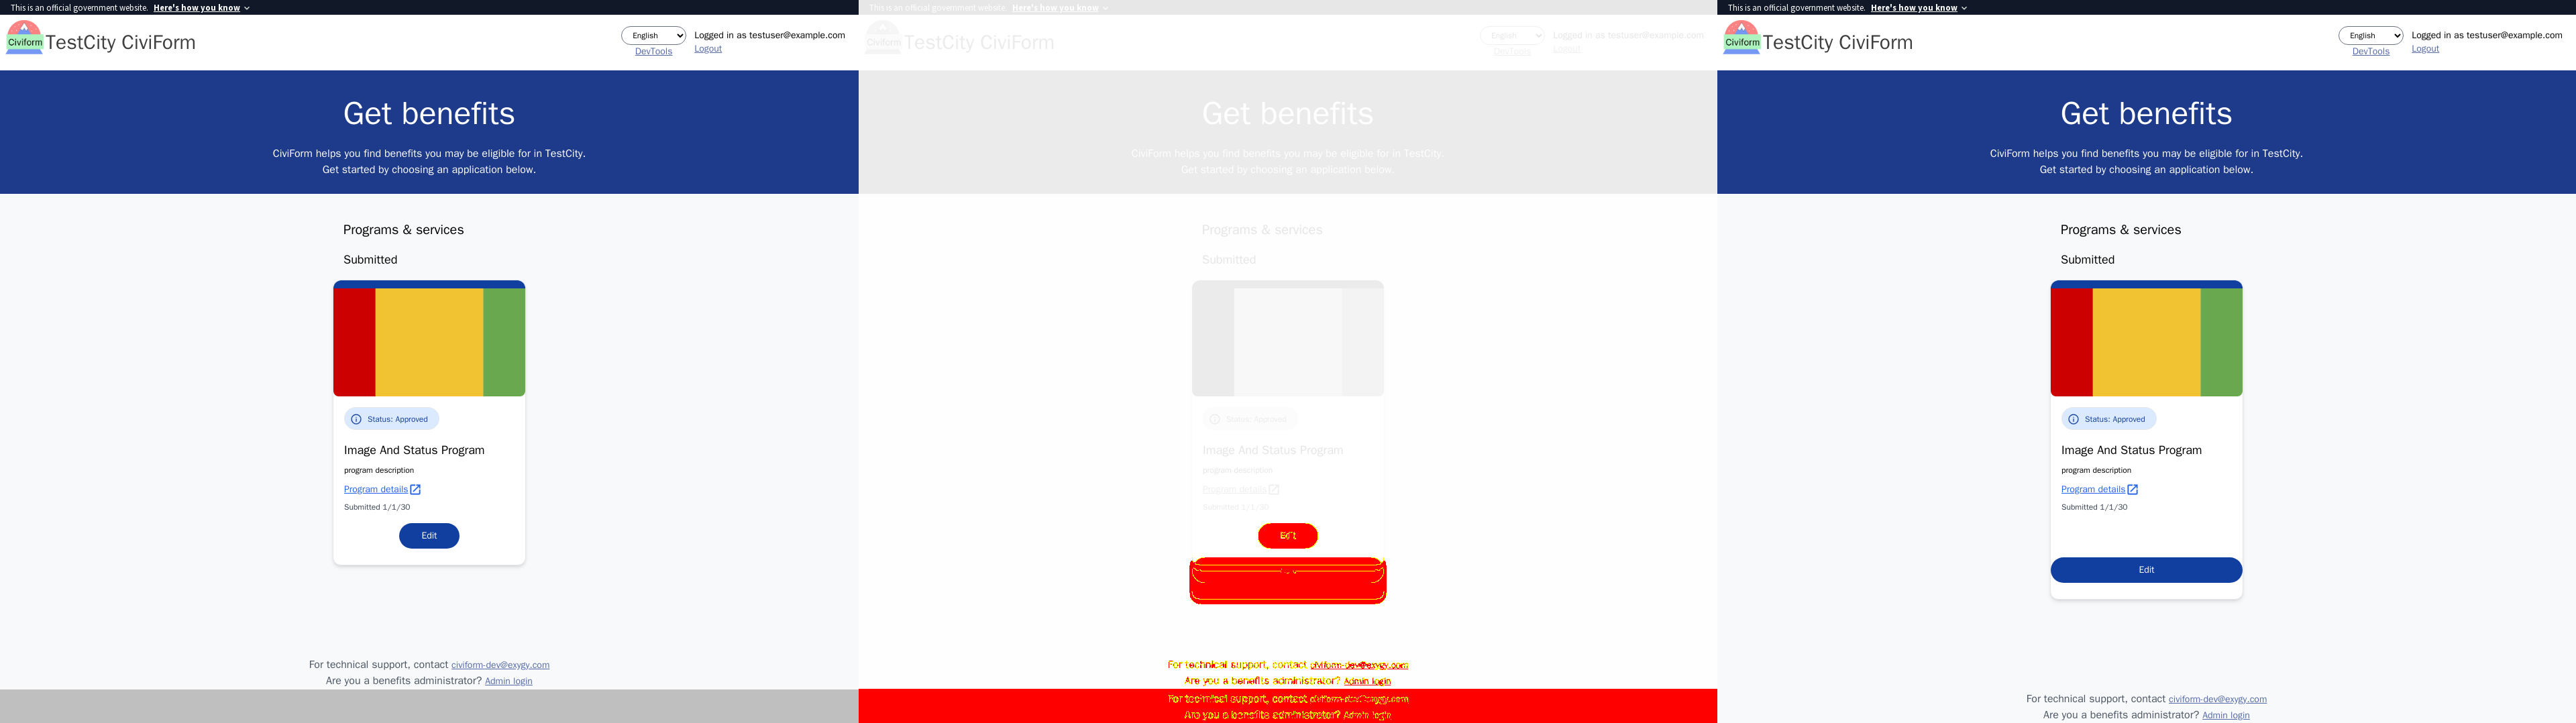 This is an official government website. Here's how you know
Civiform TestCity CiviForm
English
DevTools
Logged in as testuser@example.com
Logout
Get benefits
CiviForm helps you find benefits you may be eligible for in TestCity.
Get started by choosing an application below.
Programs & services
Submitted
Status: Approved
Image And Status Program
program description
Program details
Submitted 1/1/30
Edit
For technical support, contact civiform-dev@exygy.com
Are you a benefits administrator? Admin login
This is an official government website. Here's how you know
Civiform TestCity CiviForm
English
DevTools
Logged in as testuser@example.com
Logout
Get benefits
CiviForm helps you find benefits you may be eligible for in TestCity.
Get started by choosing an application below.
Programs & services
Submitted
Status: Approved
Image And Status Program
program description
Program details
Submitted 1/1/30
Edit
For technical support, contact civiform-dev@exygy.com
Are you a benefits administrator? Admin login
For technical support, contact civiform-dev@exygy.com
Are you a benefits administrator? Admin login
This is an official government website. Here's how you know
Civiform TestCity CiviForm
English
DevTools
Logged in as testuser@example.com
Logout
Get benefits
CiviForm helps you find benefits you may be eligible for in TestCity.
Get started by choosing an application below.
Programs & services
Submitted
Status: Approved
Image And Status Program
program description
Program details
Submitted 1/1/30
Edit
For technical support, contact civiform-dev@exygy.com
Are you a benefits administrator? Admin login